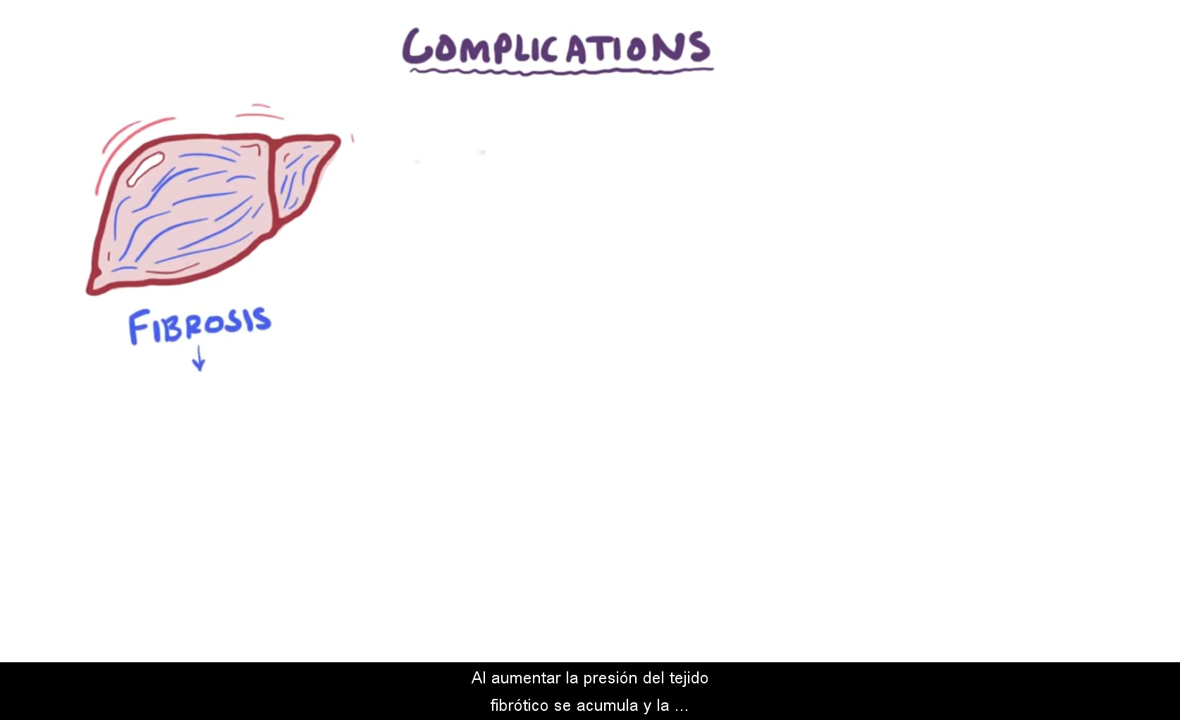 COMPLICATIONS
FIBROSIS
Al aumentar la presión del tejido
fibrótico se acumula y la ...